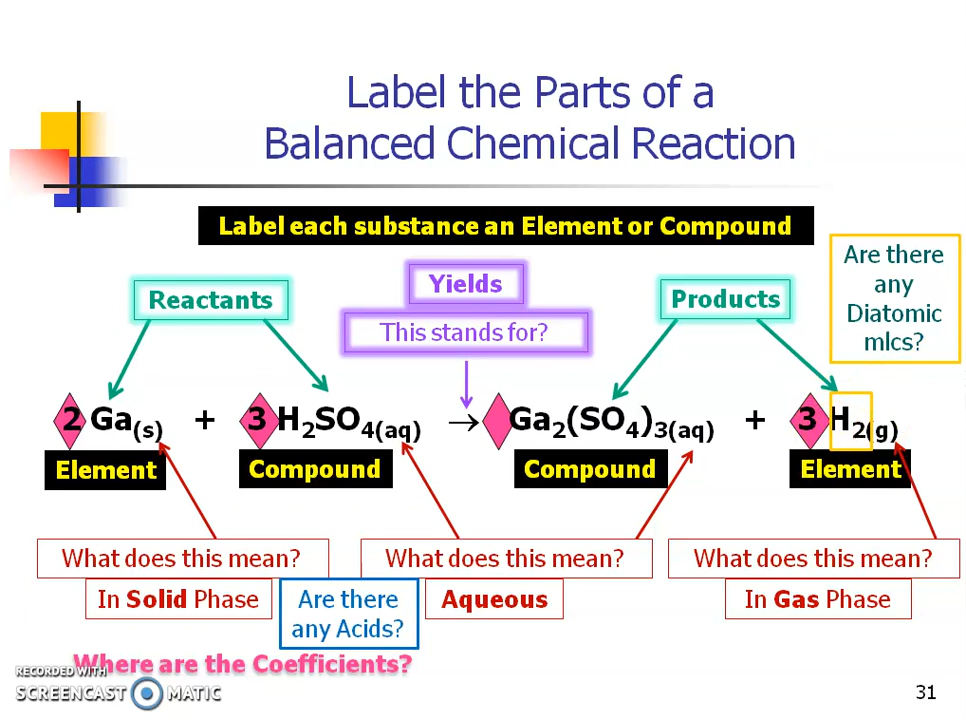 Label the Parts of a
Balanced Chemical Reaction
Label each substance an Element or Compound
Are there
any
Diatomic
mlcs?
Reactants
Yields
Products
This stands for?
2 Ga(s) + 3 H2SO4(aq) → Ga2(SO4)3(aq) + 3 H2(g)
Element
Compound
Compound
Element
What does this mean?
What does this mean?
What does this mean?
In Solid Phase
Are there
any Acids?
Aqueous
In Gas Phase
Where are the Coefficients?
RECORDED WITH
SCREENCAST MATIC
31